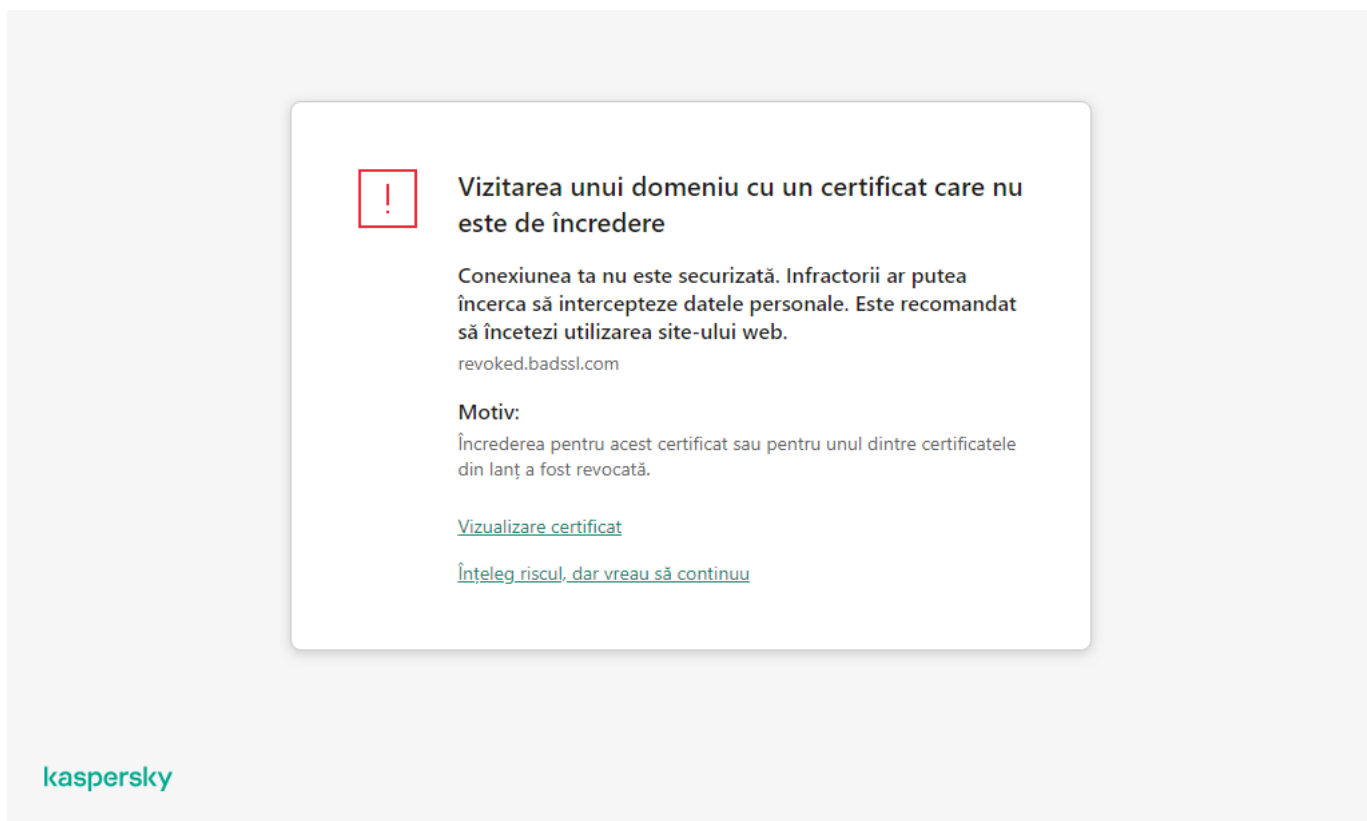 !
Vizitarea unui domeniu cu un certificat care nu
este de încredere
Conexiunea ta nu este securizată. Infractorii ar putea
încerca să intercepteze datele personale. Este recomandat
să încetezi utilizarea site-ului web.
revoked.badssl.com
Motiv:
Încrederea pentru acest certificat sau pentru unul dintre certificatele
din lanț a fost revocată.
Vizualizare certificat
Înțeleg riscul, dar vreau să continuu
kaspersky